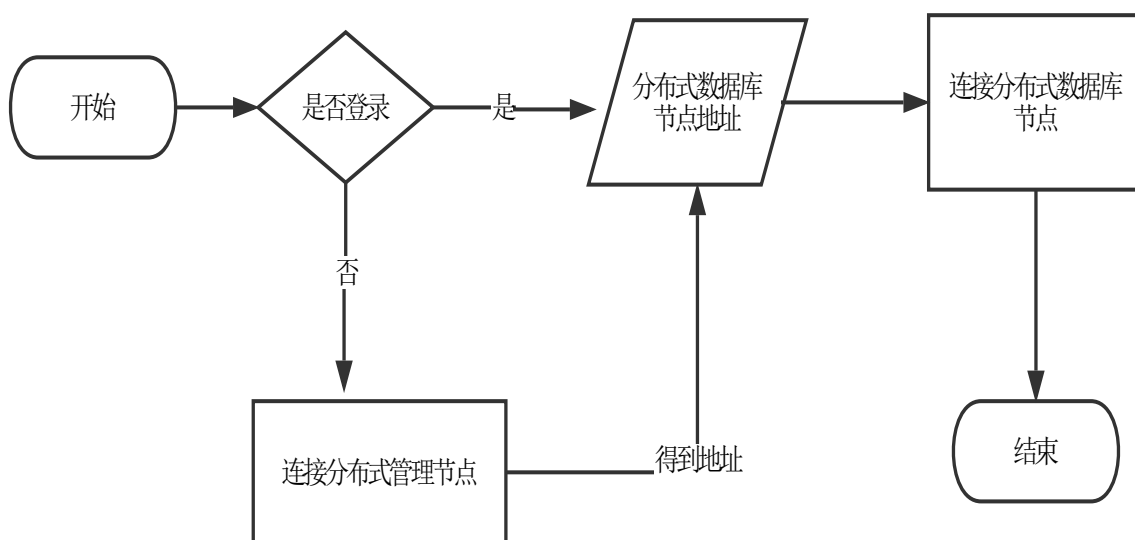 开始
是否登录
是
分布式数据库
节点地址
连接分布式数据库
节点
否
连接分布式管理节点
得到地址
结束